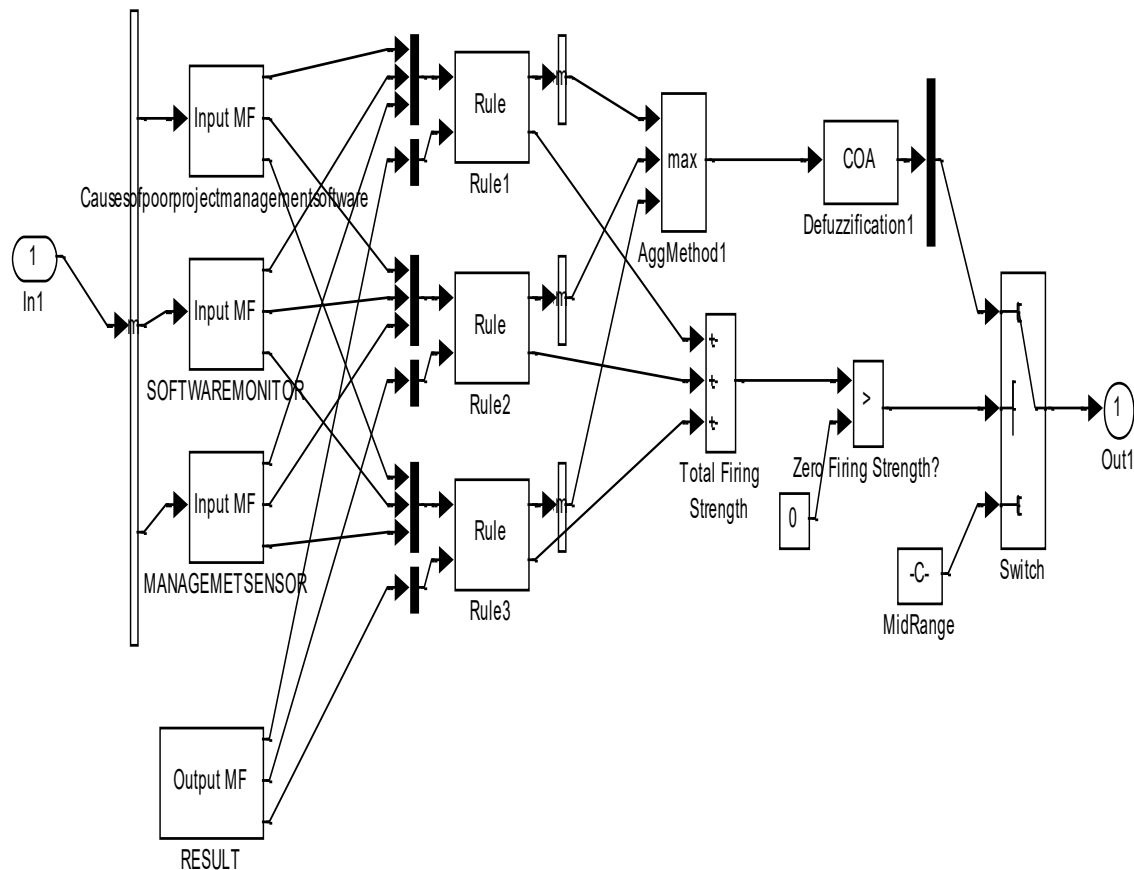 1
In1
m
Input MF
Causesofpoorprojectmanagementsoftware
Input MF
SOFTWAREMONITOR
Input MF
MANAGEMETSENSOR
Output MF
RESULT
Rule
Rule1
Rule
Rule2
Rule
Rule3
m
m
m
max
AggMethod1
+
+
+
Total Firing
Strength
COA
Defuzzification1
>
Zero Firing Strength?
0
-C-
MidRange
Switch
1
Out1